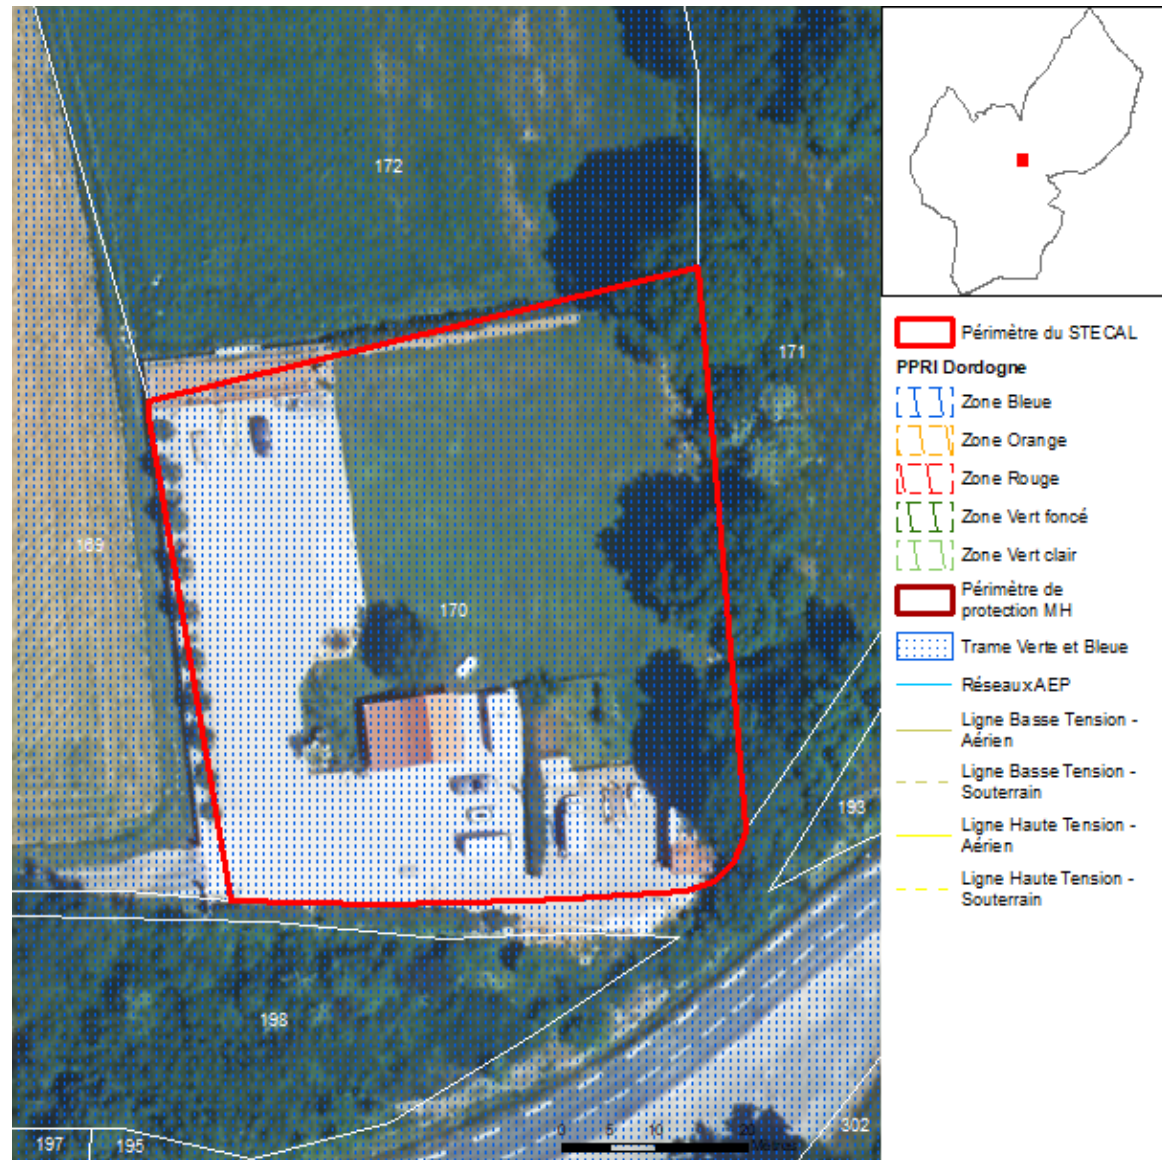 172
171
169
170
193
198
197
195
302
0 5 10 20
Mètres
Périmètre du STECAL
PPRI Dordogne
Zone Bleue
Zone Orange
Zone Rouge
Zone Vert foncé
Zone Vert clair
Périmètre de
protection MH
Trame Verte et Bleue
Réseaux AEP
Ligne Basse Tension -
Aérien
Ligne Basse Tension -
Souterrain
Ligne Haute Tension -
Aérien
Ligne Haute Tension -
Souterrain